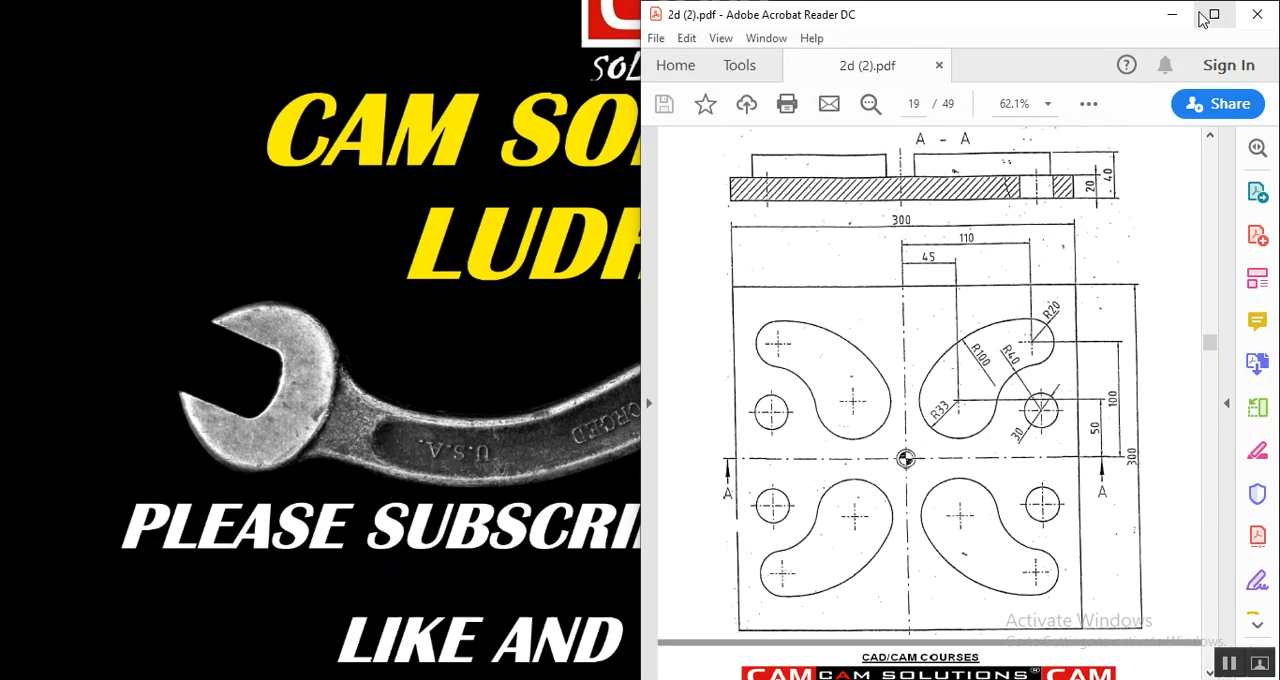 SOL
CAM SO
LUDH
U.S.A.
PLEASE SUBSCRI
LIKE AND
2d (2).pdf - Adobe Acrobat Reader DC
File Edit View Window Help
Home Tools 2d (2).pdf × Sign In
19 / 49 62.1% Share
A - A
20
40
300
110
45
R20
R100
R40
R33
30
50
100
300
A A
Activate Windows
CAD/CAM COURSES
CAM CAM SOLUTIONS ® CAM